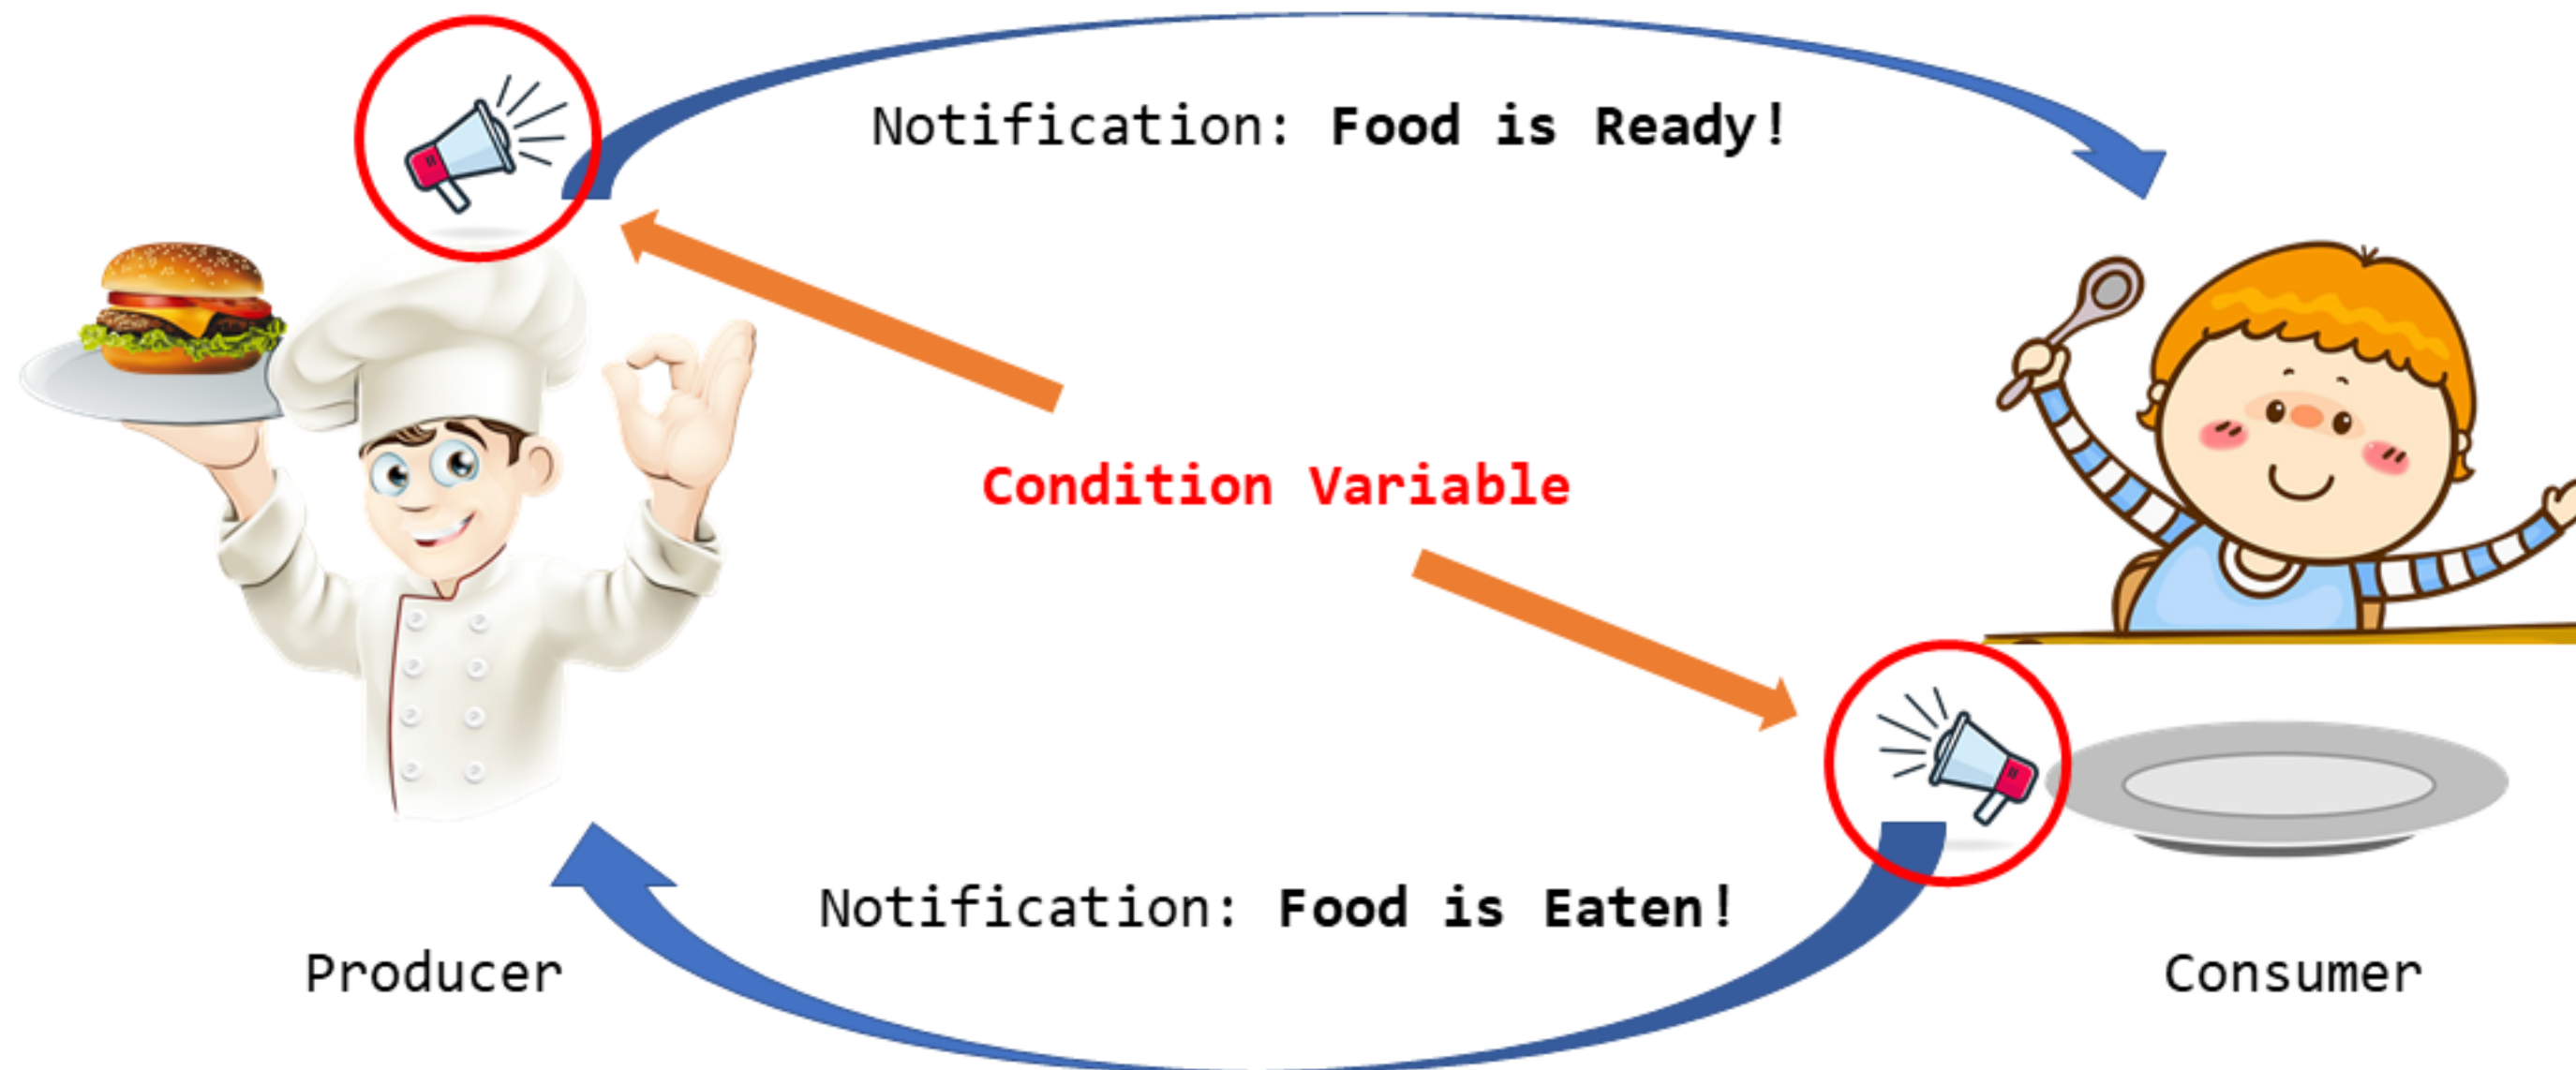 Notification: Food is Ready!
Condition Variable
Notification: Food is Eaten!
Producer
Consumer